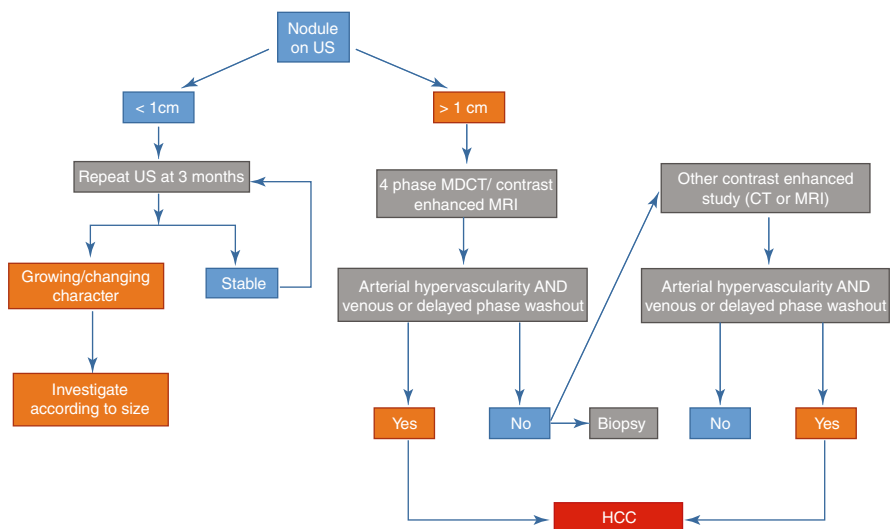 Nodule
on US
< 1cm
> 1 cm
Repeat US at 3 months
4 phase MDCT/ contrast
enhanced MRI
Other contrast enhanced
study (CT or MRI)
Growing/changing
character
Stable
Arterial hypervascularity AND
venous or delayed phase washout
Arterial hypervascularity AND
venous or delayed phase washout
Investigate
according to size
Yes
No
Biopsy
No
Yes
HCC